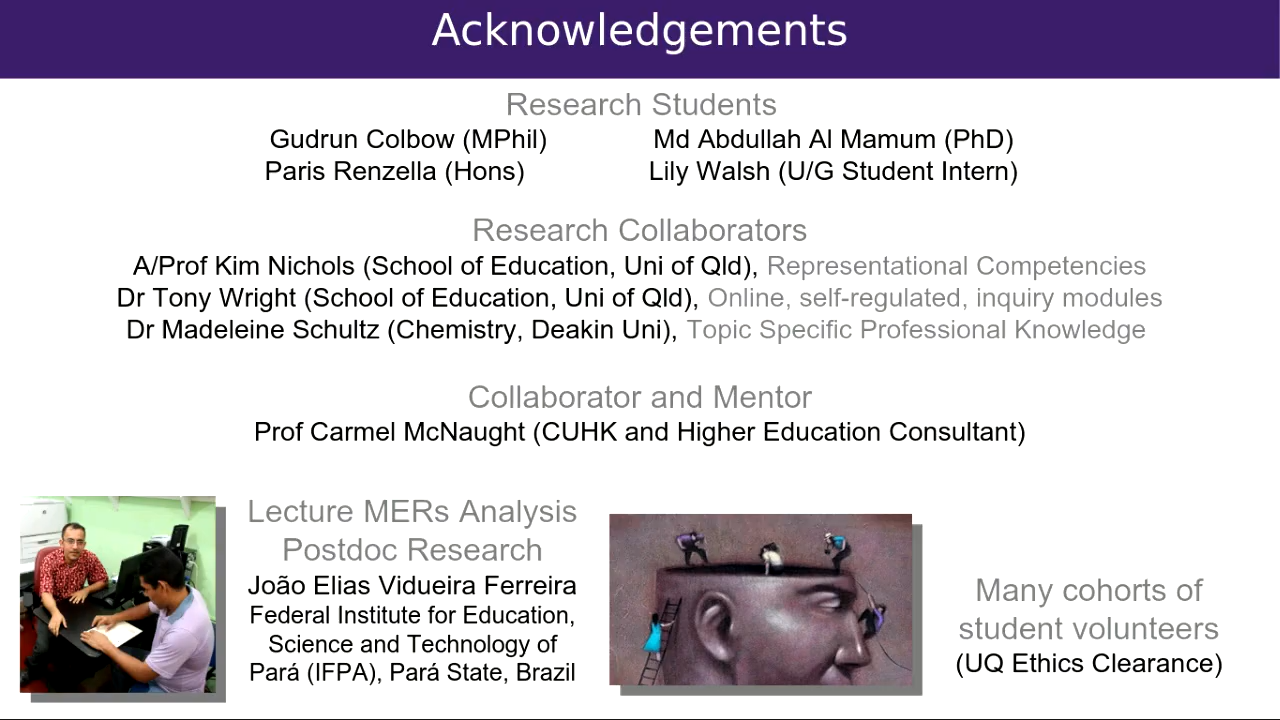 Acknowledgements
Research Students
Gudrun Colbow (MPhil) Md Abdullah Al Mamum (PhD)
Paris Renzella (Hons) Lily Walsh (U/G Student Intern)
Research Collaborators
A/Prof Kim Nichols (School of Education, Uni of Qld), Representational Competencies
Dr Tony Wright (School of Education, Uni of Qld), Online, self-regulated, inquiry modules
Dr Madeleine Schultz (Chemistry, Deakin Uni), Topic Specific Professional Knowledge
Collaborator and Mentor
Prof Carmel McNaught (CUHK and Higher Education Consultant)
Lecture MERs Analysis
Postdoc Research
João Elias Vidueira Ferreira
Federal Institute for Education,
Science and Technology of
Pará (IFPA), Pará State, Brazil
Many cohorts of
student volunteers
(UQ Ethics Clearance)